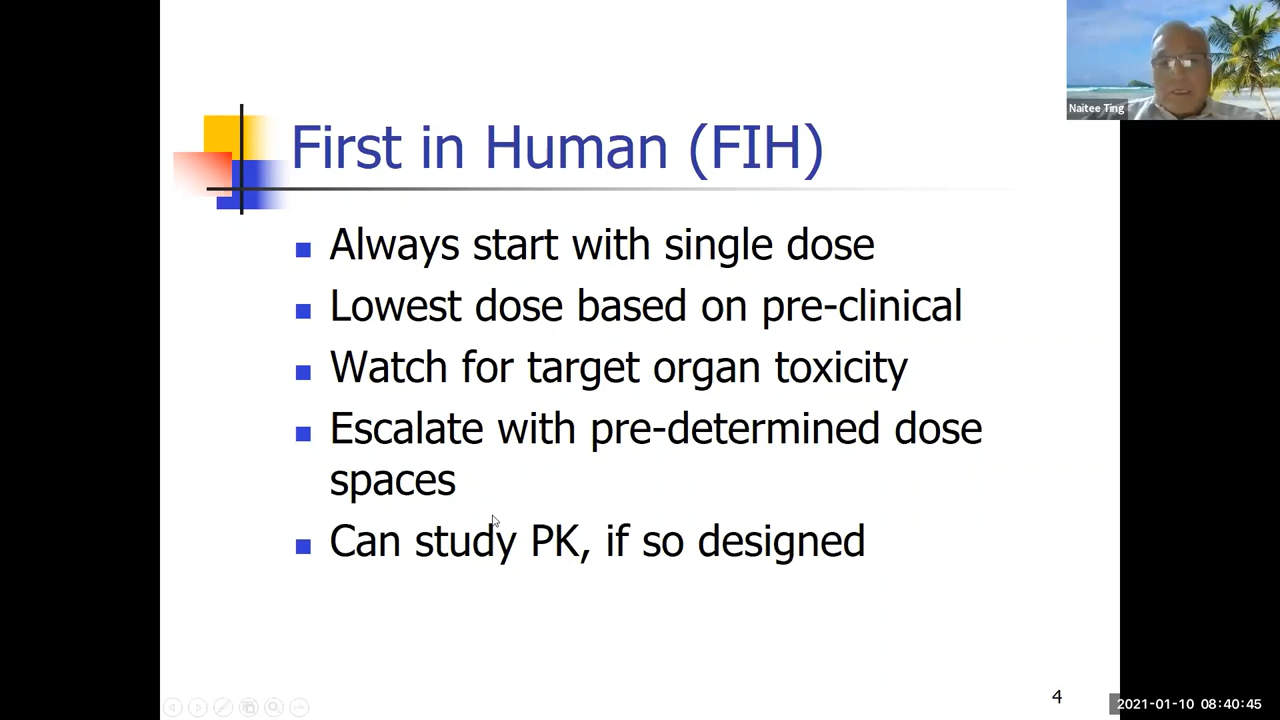 Naitee Ting
First in Human (FIH)
Always start with single dose
Lowest dose based on pre-clinical
Watch for target organ toxicity
Escalate with pre-determined dose
spaces
Can study PK, if so designed
4
2021-01-10 08:40:45